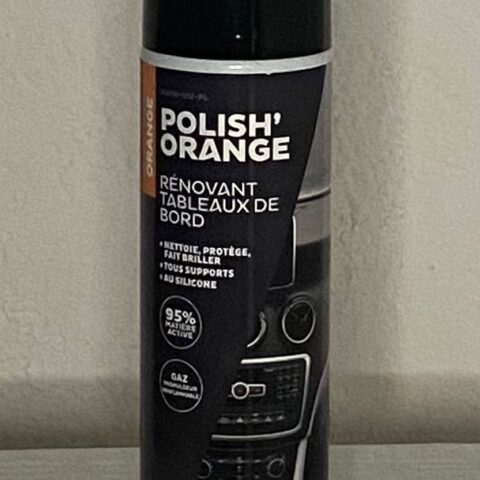 ORANGE
POLISH'
ORANGE
RÉNOVANT
TABLEAUX DE
BORD
• NETTOIE, PROTÈGE,
FAIT BRILLER
• TOUS SUPPORTS
• AU SILICONE
95%
MATIÈRE
ACTIVE
GAZ
PROPULSEUR